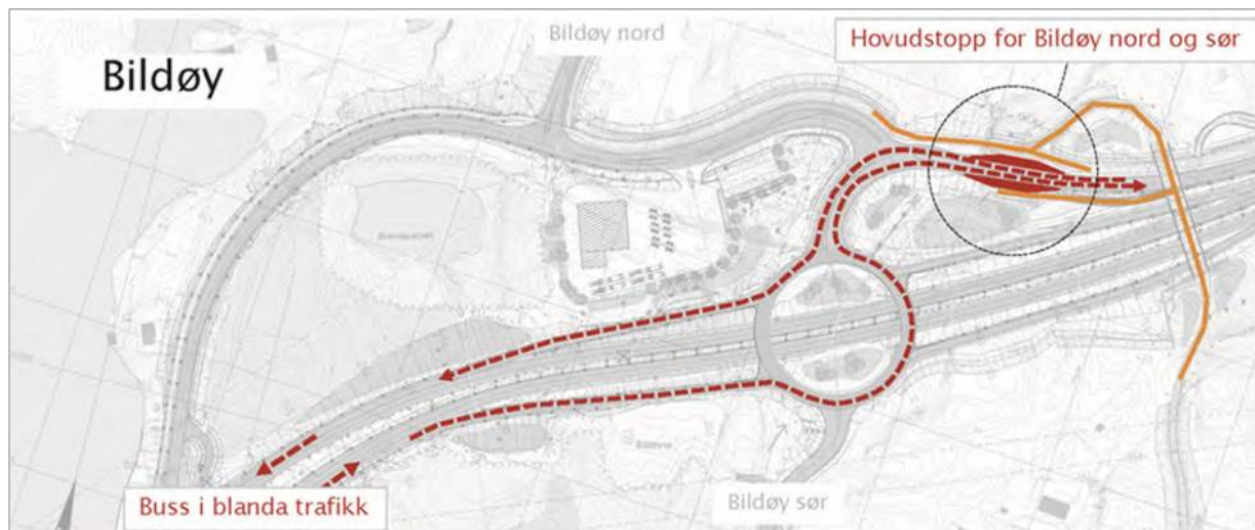 Bildøy nord
Hovudstopp for Bildøy nord og sør
Bildøy
Buss i blanda trafikk
Bildøy sør